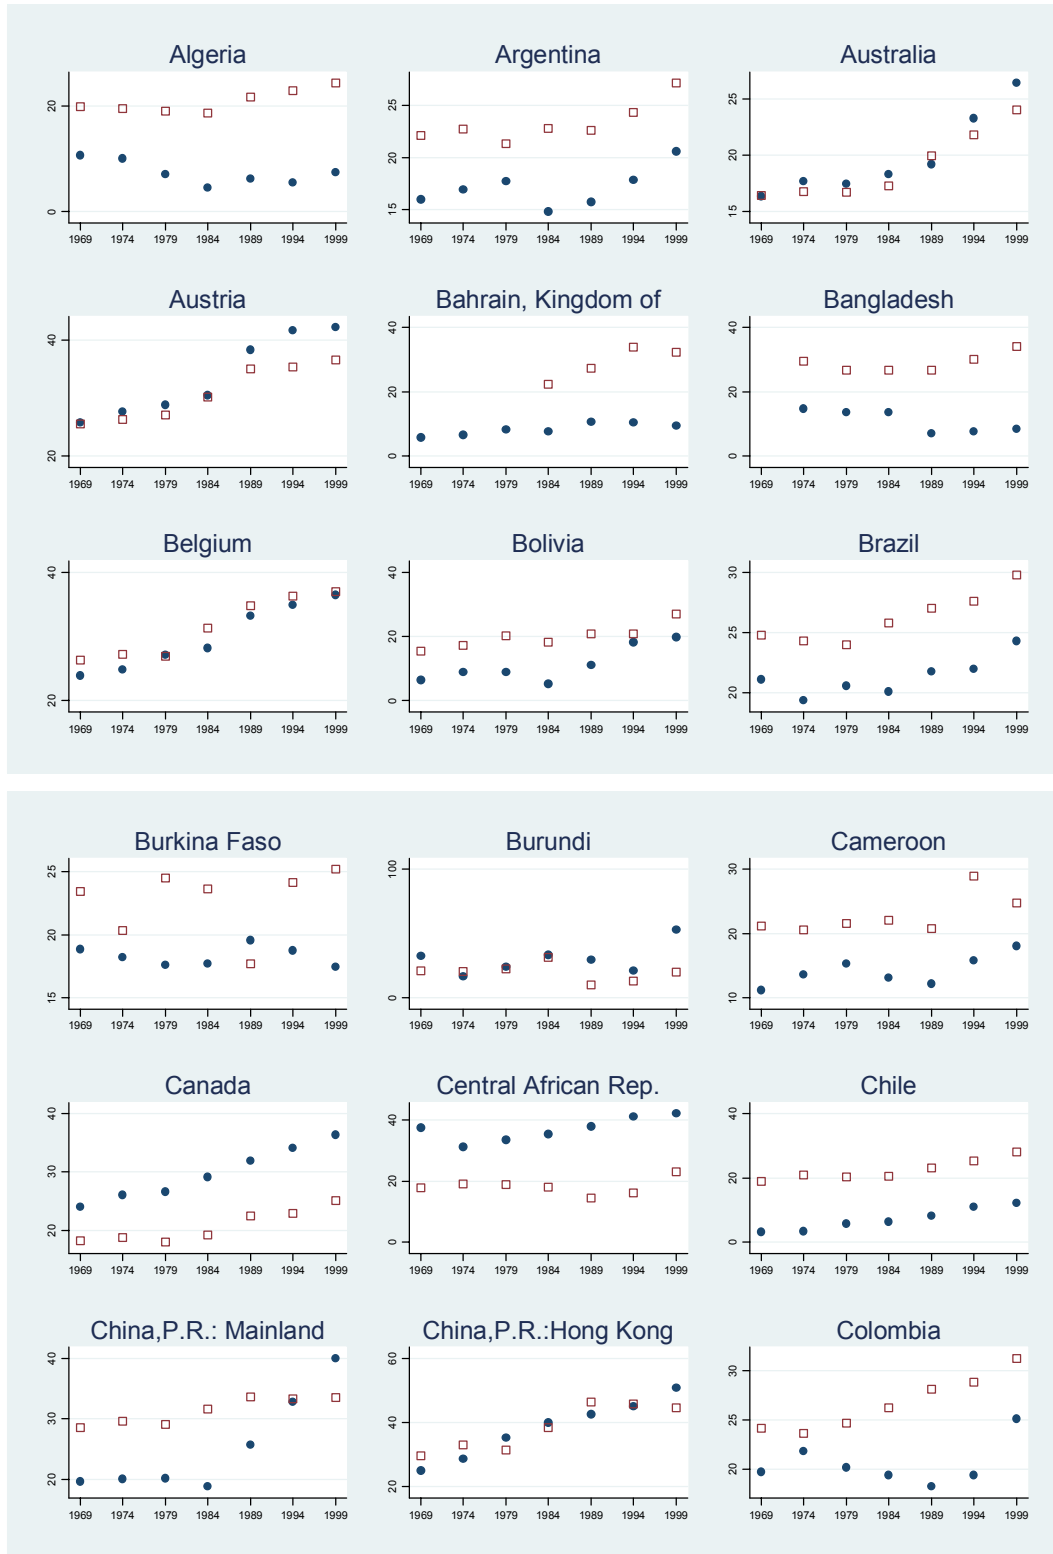 Algeria Argentina Australia
20
0
1969 1974 1979 1984 1989 1994 1999
25
20
15
1969 1974 1979 1984 1989 1994 1999
25
20
15
1969 1974 1979 1984 1989 1994 1999
Austria Bahrain, Kingdom of Bangladesh
40
20
1969 1974 1979 1984 1989 1994 1999
40
20
0
1969 1974 1979 1984 1989 1994 1999
40
20
0
1969 1974 1979 1984 1989 1994 1999
Belgium Bolivia Brazil
40
20
1969 1974 1979 1984 1989 1994 1999
40
20
0
1969 1974 1979 1984 1989 1994 1999
30
25
20
1969 1974 1979 1984 1989 1994 1999
Burkina Faso Burundi Cameroon
25
20
15
1969 1974 1979 1984 1989 1994 1999
100
0
1969 1974 1979 1984 1989 1994 1999
30
20
10
1969 1974 1979 1984 1989 1994 1999
Canada Central African Rep. Chile
40
30
20
1969 1974 1979 1984 1989 1994 1999
40
20
0
1969 1974 1979 1984 1989 1994 1999
40
20
0
1969 1974 1979 1984 1989 1994 1999
China,P.R.: Mainland China,P.R.:Hong Kong Colombia
40
30
20
1969 1974 1979 1984 1989 1994 1999
60
40
20
1969 1974 1979 1984 1989 1994 1999
30
25
20
1969 1974 1979 1984 1989 1994 1999